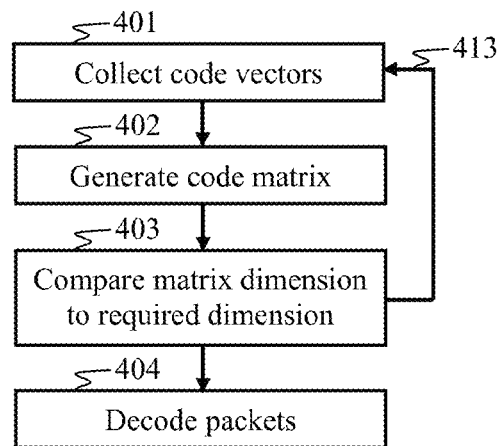 401
Collect code vectors
413
402
Generate code matrix
403
Compare matrix dimension
to required dimension
404
Decode packets